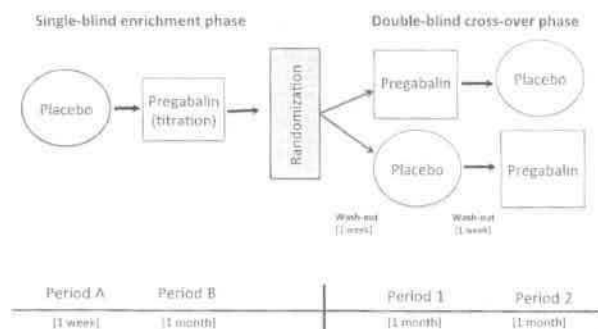 Single-blind enrichment phase
Double-blind cross-over phase
Placebo
Pregabalin
(titration)
Randomization
Pregabalin
Placebo
Placebo
Pregabalin
Wash-out
[1 week]
Wash-out
[1 week]
Period A
Period B
Period 1
Period 2
[1 week]
[1 month]
[1 month]
[1 month]